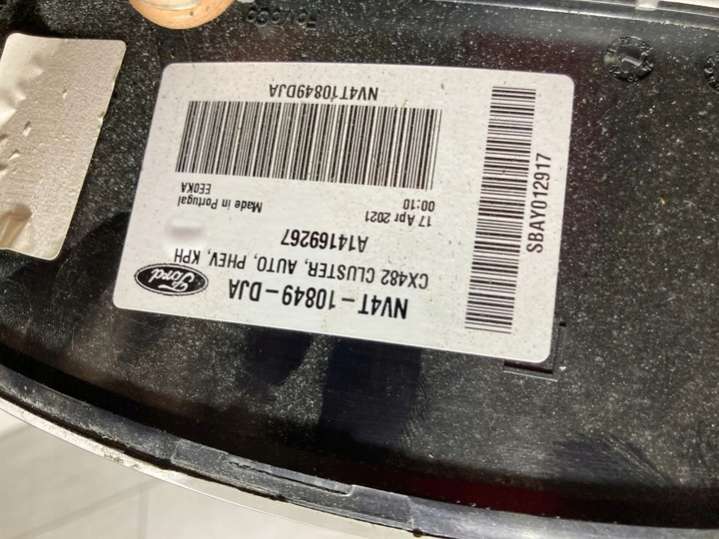 Ford
NV4T-10849-DJA
CX482 CLUSTER, AUTO, PHEV, KPH
A14169267
17 Apr 2021
00:10
Made in Portugal
EE0KA
NV4T10849DJA
SBAY012917